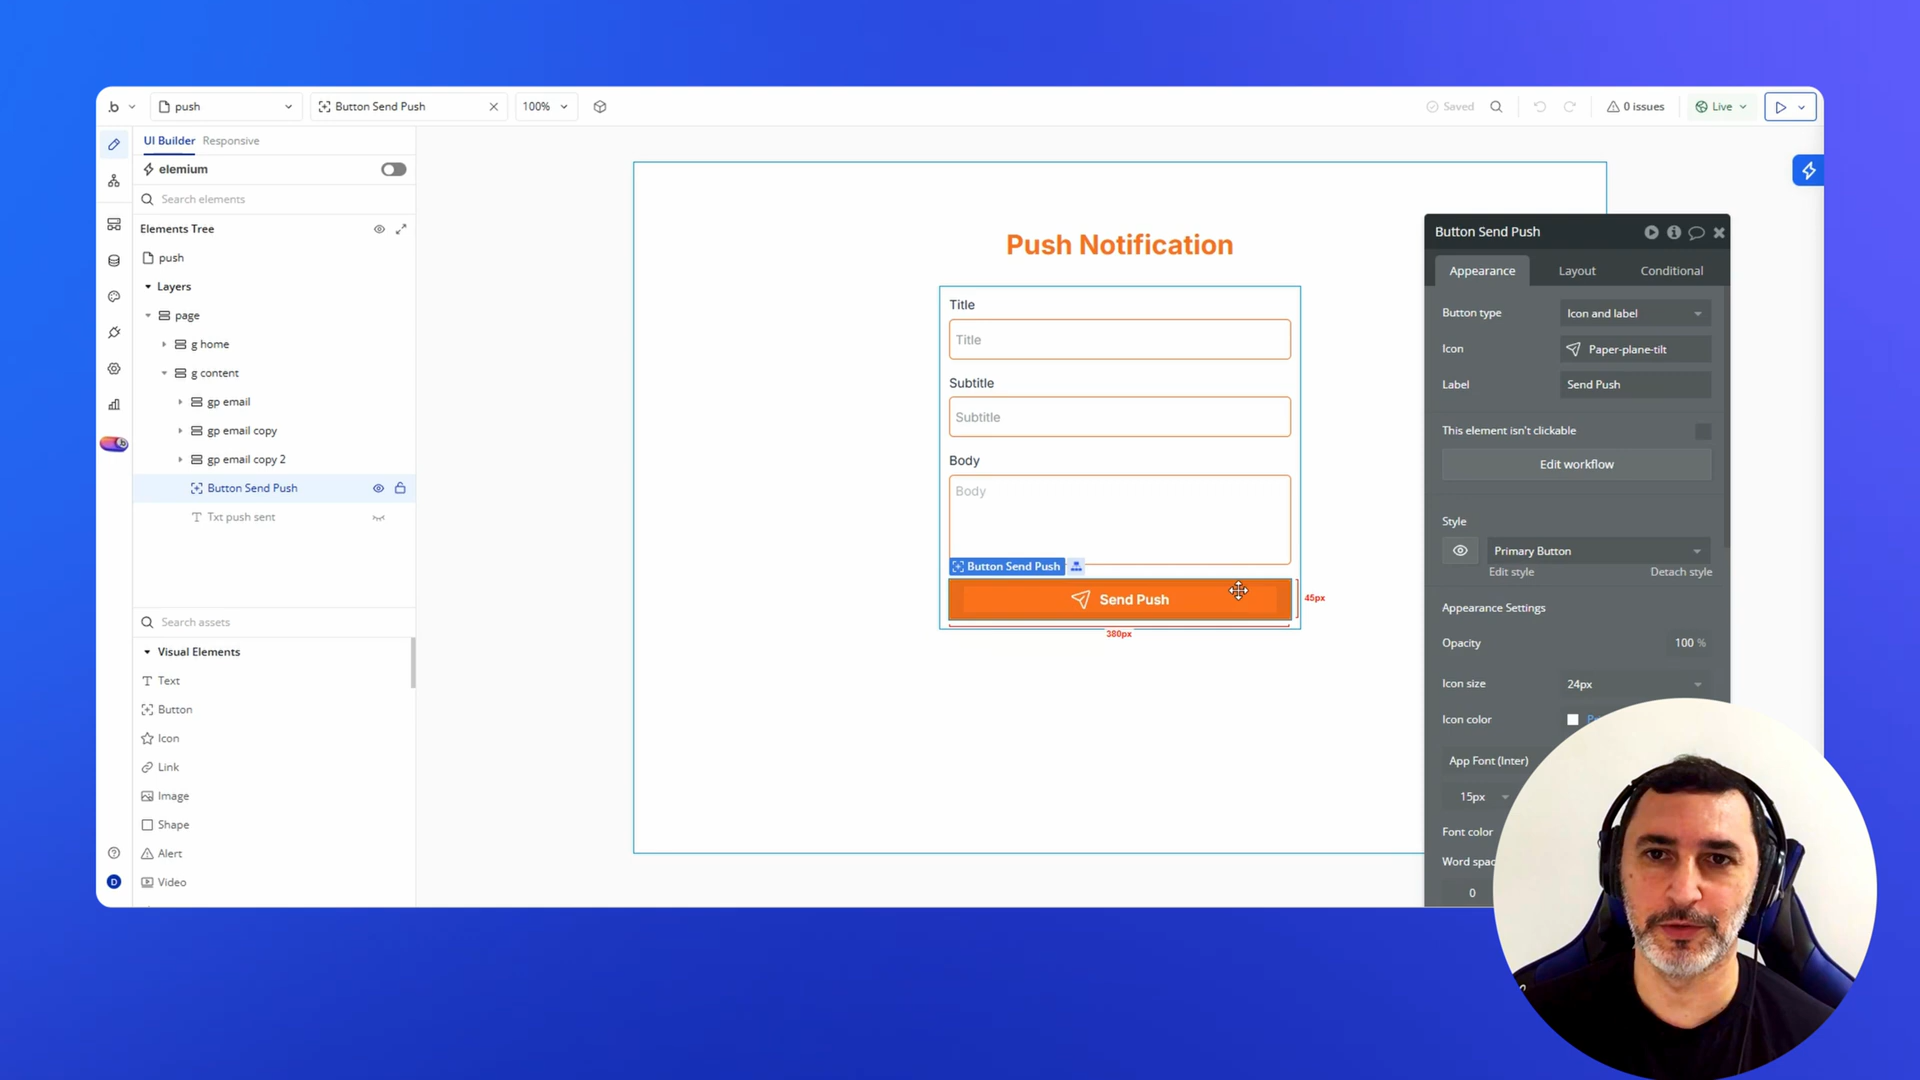 .b
push
Button Send Push
100%
Saved
0 issues
Live
UI Builder
Responsive
elemium
Search elements
Elements Tree
push
Layers
page
g home
g content
gp email
gp email copy
gp email copy 2
Button Send Push
Txt push sent
Search assets
Visual Elements
Text
Button
Icon
Link
Image
Shape
Alert
Video
D
Push Notification
Title
Title
Subtitle
Subtitle
Body
Body
Button Send Push
Send Push
45px
380px
Button Send Push
Appearance
Layout
Conditional
Button type
Icon and label
Icon
Paper-plane-tilt
Label
Send Push
This element isn't clickable
Edit workflow
Style
Primary Button
Edit style
Detach style
Appearance Settings
Opacity
100 %
Icon size
24px
Icon color
App Font (Inter)
15px
Font color
Word spac
0